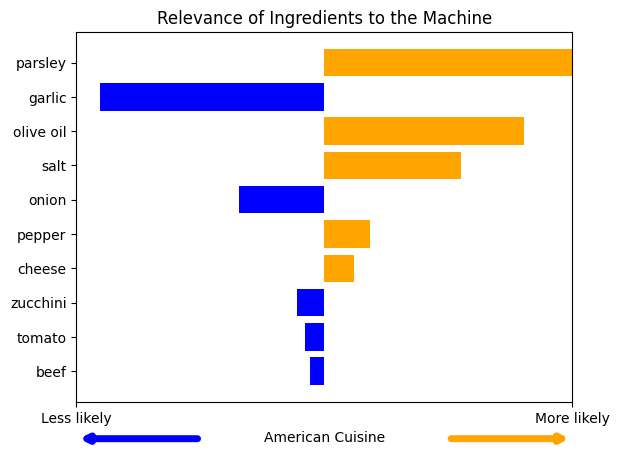 Relevance of Ingredients to the Machine
parsley
garlic
olive oil
salt
onion
pepper
cheese
zucchini
tomato
beef
Less likely More likely
American Cuisine